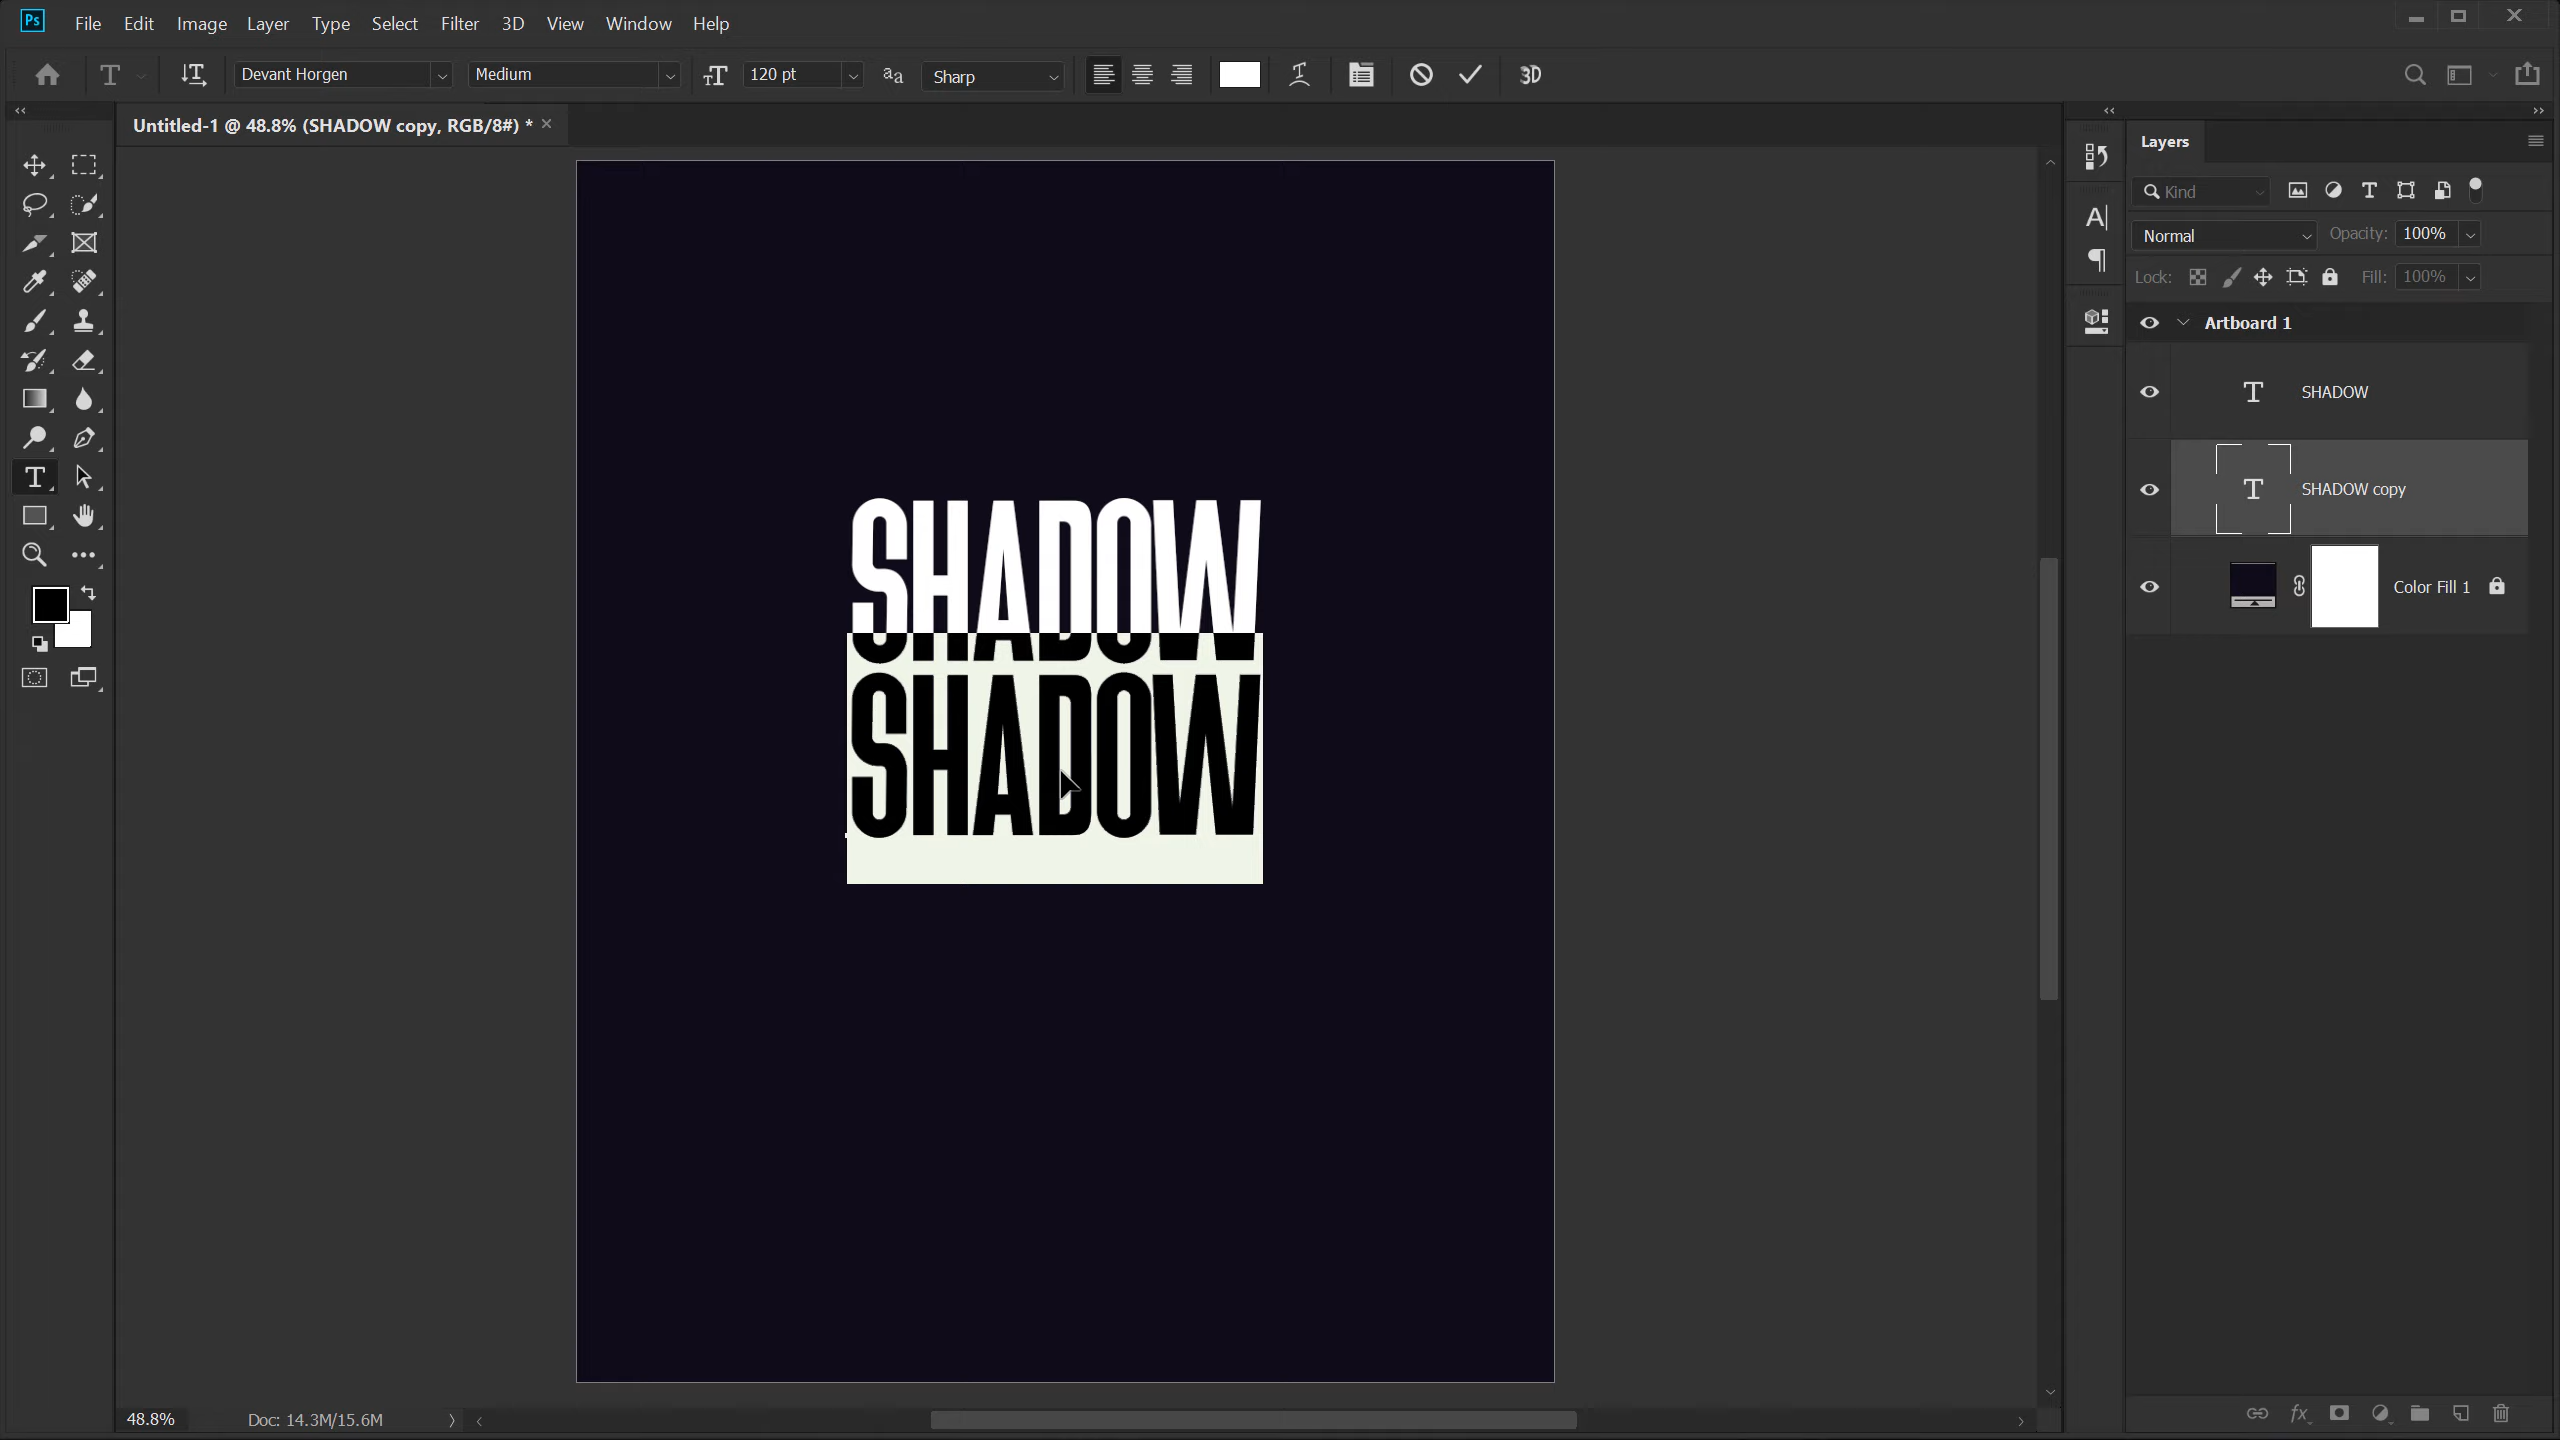 Ps File Edit Image Layer Type Select Filter 3D View Window Help
Devant Horgen Medium 120 pt Sharp 3D
Untitled-1 @ 48.8% (SHADOW copy, RGB/8#) * ×
Layers
Kind
Normal Opacity: 100%
Lock: Fill: 100%
Artboard 1
SHADOW
SHADOW copy
Color Fill 1
SHADOW
SHADOW
48.8% Doc: 14.3M/15.6M